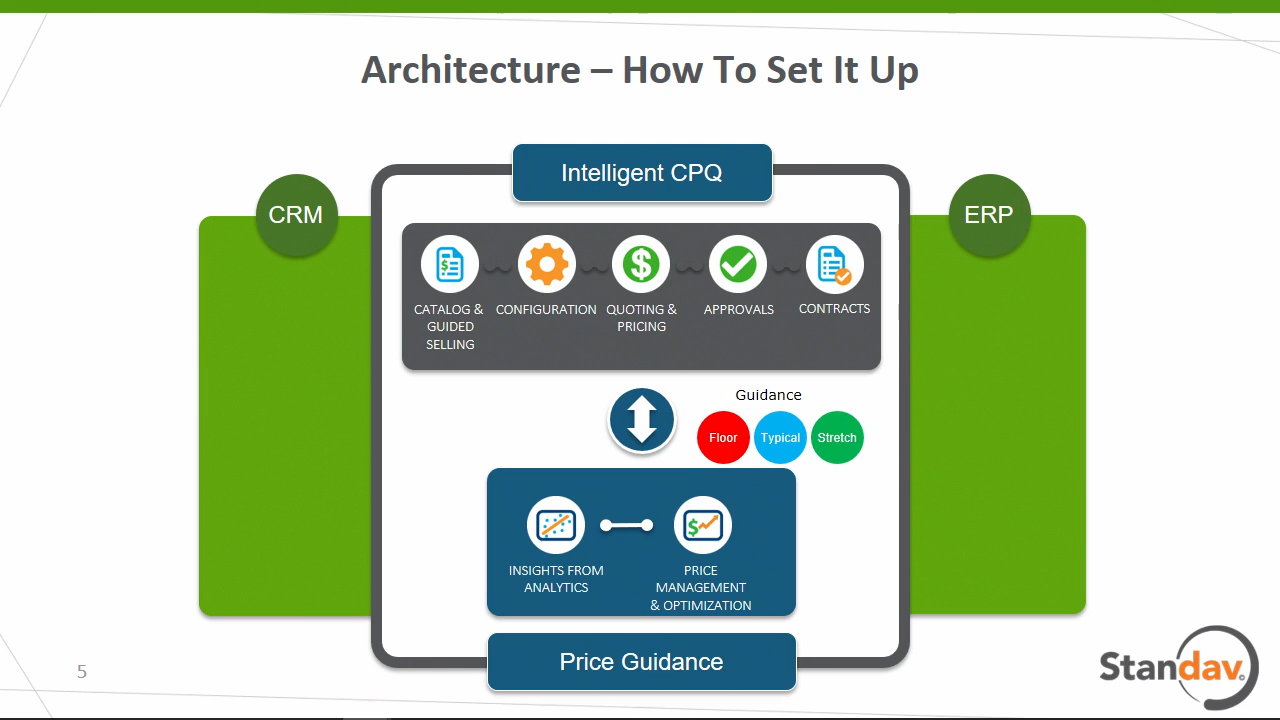 Architecture – How To Set It Up
Intelligent CPQ
CRM
ERP
CATALOG &
GUIDED
SELLING
CONFIGURATION
QUOTING &
PRICING
APPROVALS
CONTRACTS
Guidance
Floor
Typical
Stretch
INSIGHTS FROM
ANALYTICS
PRICE
MANAGEMENT
& OPTIMIZATION
Price Guidance
5
Standav